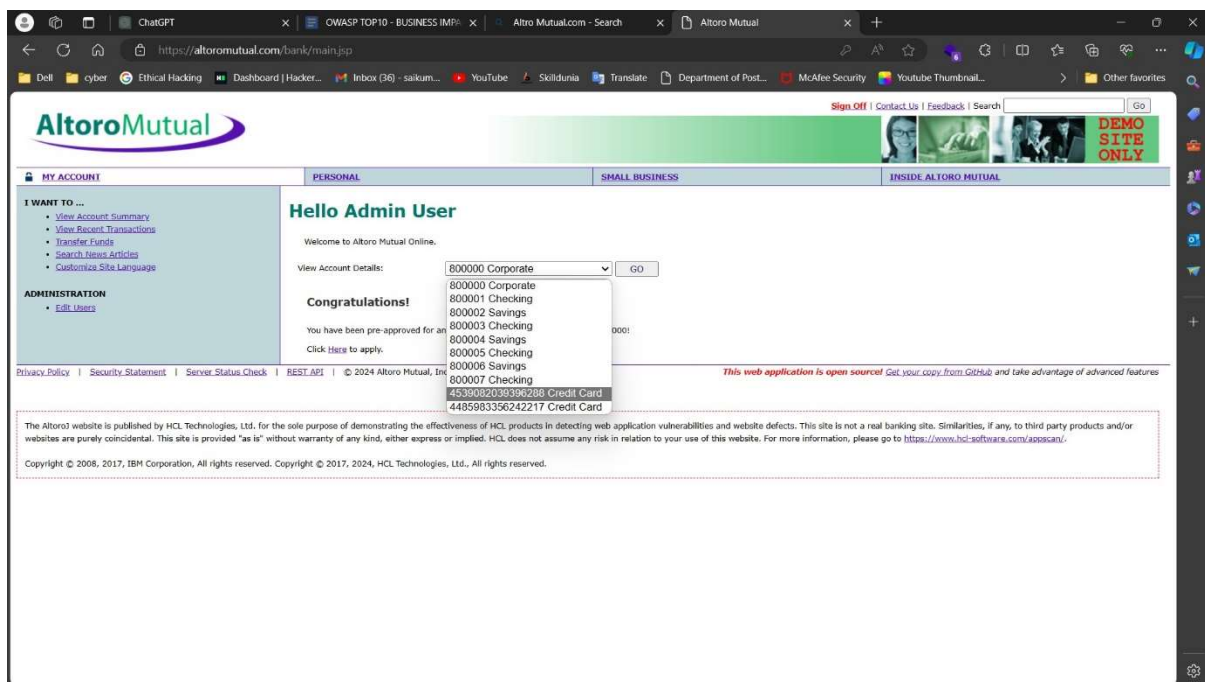 ChatGPT
OWASP TOP10 - BUSINESS IMPA
Altro Mutual.com - Search
Altoro Mutual
https://altoromutual.com/bank/main.jsp
Dell cyber Ethical Hacking Dashboard | Hacker... Inbox (36) - saikum... YouTube Skilldunia Translate Department of Post... McAfee Security Youtube Thumbnail... Other favorites
Sign Off | Contact Us | Feedback | Search Go
AltoroMutual
DEMO
SITE
ONLY
MY ACCOUNT PERSONAL SMALL BUSINESS INSIDE ALTORO MUTUAL
I WANT TO ...
View Account Summary
View Recent Transactions
Transfer Funds
Search News Articles
Customize Site Language
ADMINISTRATION
Edit Users
Hello Admin User
Welcome to Altoro Mutual Online.
View Account Details: 800000 Corporate GO
800000 Corporate
800001 Checking
800002 Savings
800003 Checking
800004 Savings
800005 Checking
800006 Savings
800007 Checking
4539082039396288 Credit Card
4485983356242217 Credit Card
Congratulations!
You have been pre-approved for an 000!
Click Here to apply.
Privacy Policy | Security Statement | Server Status Check | REST API | © 2024 Altoro Mutual, Inc This web application is open source! Get your copy from GitHub and take advantage of advanced features
The AltoroJ website is published by HCL Technologies, Ltd. for the sole purpose of demonstrating the effectiveness of HCL products in detecting web application vulnerabilities and website defects. This site is not a real banking site. Similarities, if any, to third party products and/or
websites are purely coincidental. This site is provided "as is" without warranty of any kind, either express or implied. HCL does not assume any risk in relation to your use of this website. For more information, please go to https://www.hcl-software.com/appscan/.
Copyright © 2008, 2017, IBM Corporation, All rights reserved. Copyright © 2017, 2024, HCL Technologies, Ltd., All rights reserved.